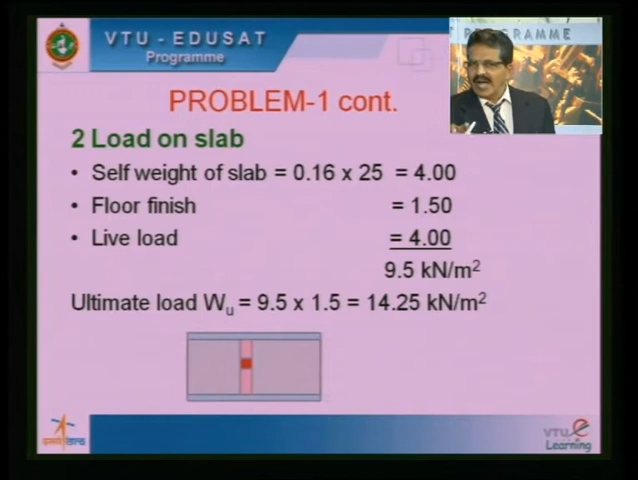 VTU - EDUSAT
Programme
PROGRAMME
PROBLEM-1 cont.
2 Load on slab
• Self weight of slab = 0.16 x 25 = 4.00
• Floor finish = 1.50
• Live load = 4.00
9.5 kN/m²
Ultimate load Wu = 9.5 x 1.5 = 14.25 kN/m²
VTU e
Learning